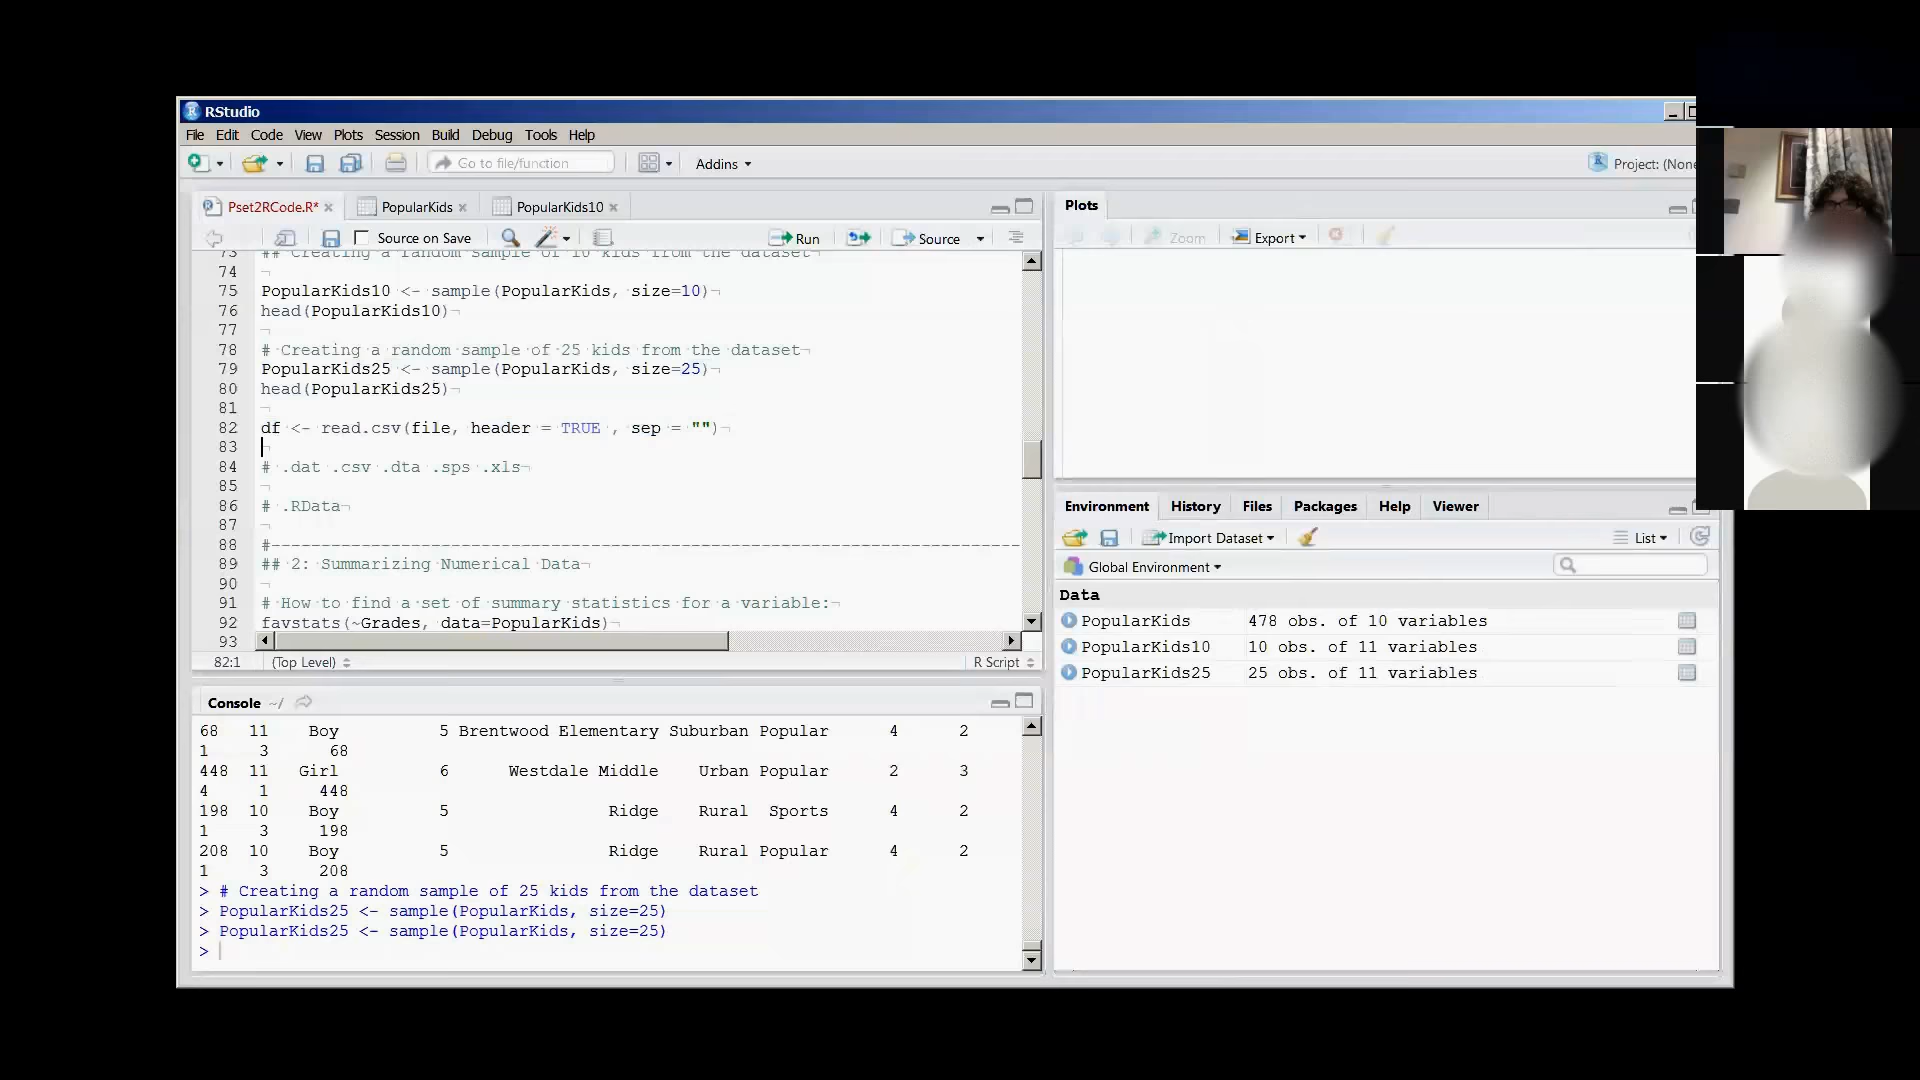 RStudio
File Edit Code View Plots Session Build Debug Tools Help
Go to file/function
Addins
Project: (None
Pset2RCode.R*
PopularKids
PopularKids10
Source on Save
Run
Source
73 ## Creating a random sample of 10 kids from the dataset
74
75 PopularKids10 <- sample(PopularKids, size=10)
76 head(PopularKids10)
77
78 # Creating a random sample of 25 kids from the dataset
79 PopularKids25 <- sample(PopularKids, size=25)
80 head(PopularKids25)
81
82 df <- read.csv(file, header = TRUE , sep = "")
83
84 # .dat .csv .dta .sps .xls
85
86 # .RData
87
88 #---------------------------------------------------------------------------
89 ## 2: Summarizing Numerical Data
90
91 # How to find a set of summary statistics for a variable:
92 favstats(~Grades, data=PopularKids)
93
82:1 (Top Level) R Script
Console ~/
68 11 Boy 5 Brentwood Elementary Suburban Popular 4 2
1 3 68
448 11 Girl 6 Westdale Middle Urban Popular 2 3
4 1 448
198 10 Boy 5 Ridge Rural Sports 4 2
1 3 198
208 10 Boy 5 Ridge Rural Popular 4 2
1 3 208
> # Creating a random sample of 25 kids from the dataset
> PopularKids25 <- sample(PopularKids, size=25)
> PopularKids25 <- sample(PopularKids, size=25)
>
Plots
Zoom Export
Environment History Files Packages Help Viewer
Import Dataset List
Global Environment
Data
PopularKids 478 obs. of 10 variables
PopularKids10 10 obs. of 11 variables
PopularKids25 25 obs. of 11 variables